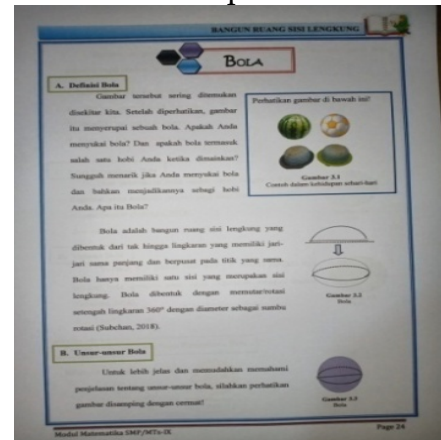 BANGUN RUANG SISI LENGKUNG
BOLA
A. Definisi Bola
Gambar tersebut sering ditemukan
disekitar kita. Setelah diperhatikan, gambar
itu menyerupai sebuah bola. Apakah Anda
menyukai bola? Dan apakah bola termasuk
salah satu hobi Anda ketika dimainkan?
Sungguh menarik jika Anda menyukai bola
dan bahkan menjadikannya sebagi hobi
Anda. Apa itu Bola?
Perhatikan gambar di bawah ini!
Gambar 3.1
Contoh dalam kehidupan sehari-hari
Bola adalah bangun ruang sisi lengkung yang
dibentuk dari tak hingga lingkaran yang memiliki jari-
jari sama panjang dan berpusat pada titik yang sama.
Bola hanya memiliki satu sisi yang merupakan sisi
lengkung. Bola dibentuk dengan memutar/rotasi
setengah lingkaran 360° dengan diameter sebagai sumbu
rotasi (Subchan, 2018).
Gambar 3.2
Bola
B. Unsur-unsur Bola
Untuk lebih jelas dan memudahkan memahami
penjelasan tentang unsur-unsur bola, silahkan perhatikan
gambar disamping dengan cermat!
Gambar 3.3
Bola
Modul Matematika SMP/MTs-IX
Page 24